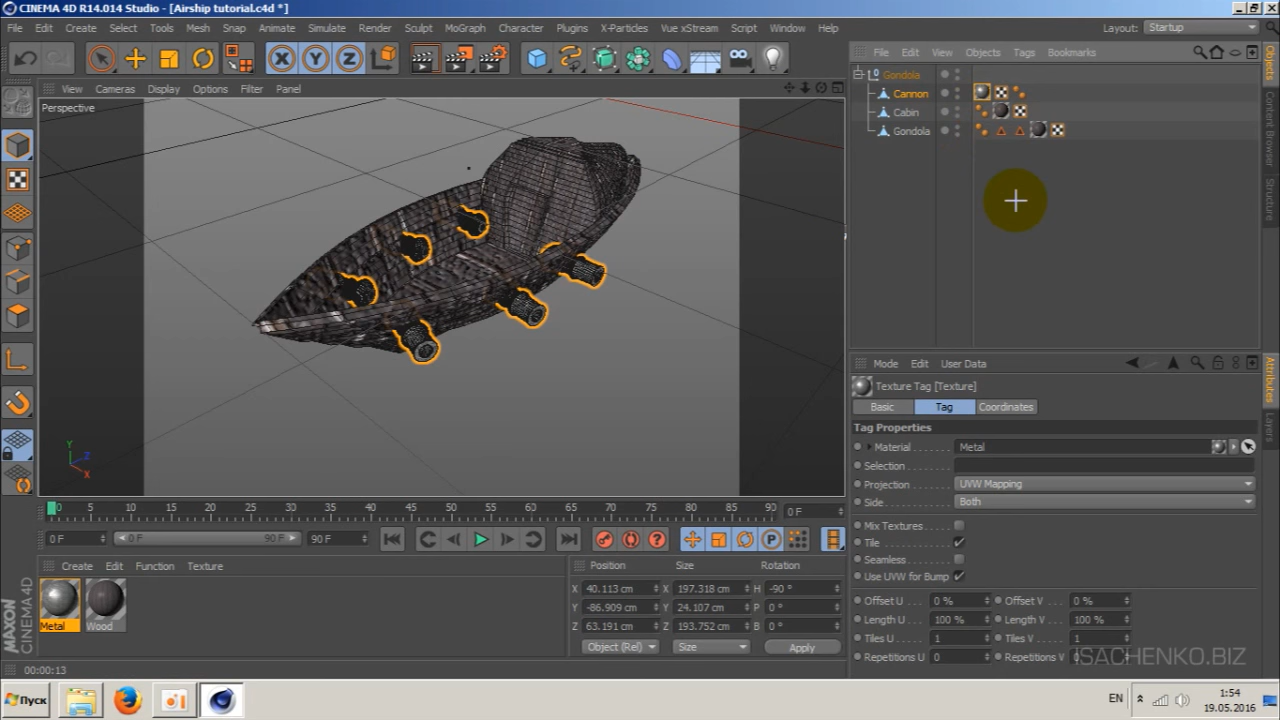 CINEMA 4D R14.014 Studio - [Airship tutorial.c4d *]
File Edit Create Select Tools Mesh Snap Animate Simulate Render Sculpt MoGraph Character Plugins X-Particles Vue xStream Script Window Help
Layout: Startup
X Y Z
File Edit View Objects Tags Bookmarks
View Cameras Display Options Filter Panel
Perspective
Gondola
Cannon
Cabin
Gondola
Objects
Content Browser
Structure
Mode Edit User Data
Texture Tag [Texture]
Basic Tag Coordinates
Tag Properties
Material Metal
Selection
Projection UVW Mapping
Side Both
Mix Textures
Tile
Seamless
Use UVW for Bump
Offset U 0 % Offset V 0 %
Length U 100 % Length V 100 %
Tiles U 1 Tiles V 1
Repetitions U 0 Repetitions V 0
Attributes
Layers
Y
Z
X
0 5 10 15 20 25 30 35 40 45 50 55 60 65 70 75 80 85 90 0 F
0 F 0 F 90 F 90 F
P
Create Edit Function Texture
Metal Wood
Position Size Rotation
X 40.113 cm X 197.318 cm H -90 °
Y -86.909 cm Y 24.107 cm P 0 °
Z 63.191 cm Z 193.752 cm B 0 °
Object (Rel) Size Apply
MAXON
CINEMA 4D
00:00:13
ISACHENKO.BIZ
Пуск
EN
1:54
19.05.2016